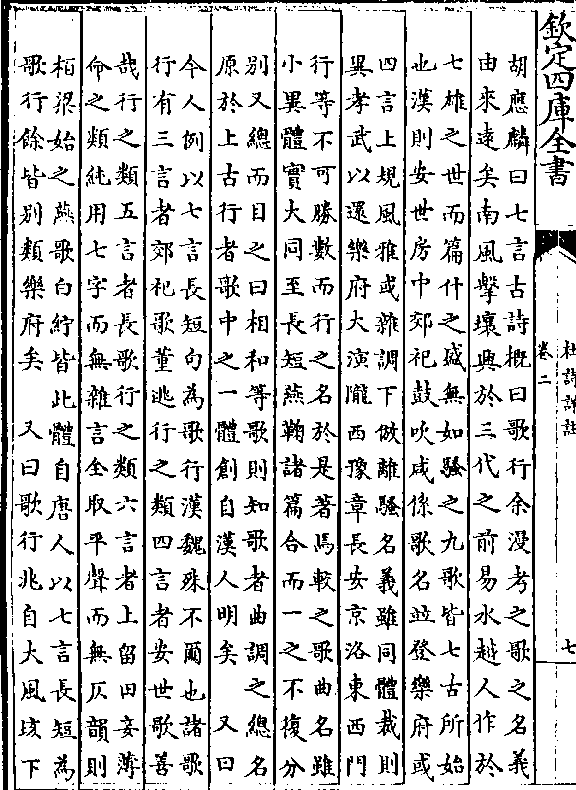 欽定四庫全書
杜詩詳註
卷二
七
胡應麟曰七言古詩概曰歌行余漫考之歌之名義
由來遠矣南風擊壤興於三代之前易水越人作於
七雄之世而篇什之盛無如騷之九歌皆七古所始
也漢則安世房中郊祀鼓吹咸係歌名並登樂府或
四言上規風雅或雜調下倣離騷名義雖同體裁則
異孝武以還樂府大演隴西豫章長安京洛東西門
行等不可勝數而行之名於是著焉較之歌曲名雖
小異體實大同至長短燕鞠諸篇合而一之不復分
別又總而目之曰相和等歌則知歌者曲調之總名
原於上古行者歌中之一體創自漢人明矣 又曰
今人例以七言長短句為歌行漢魏殊不爾也諸歌
行有三言者郊祀歌董逃行之類四言者安世歌善
哉行之類五言者長歌行之類六言者上留田妾薄
命之類純用七字而無雜言全取平聲而無仄韻則
柏梁始之燕歌白紵皆此體自唐人以七言長短為
歌行餘皆別類樂府矣 又曰歌行兆自大風垓下